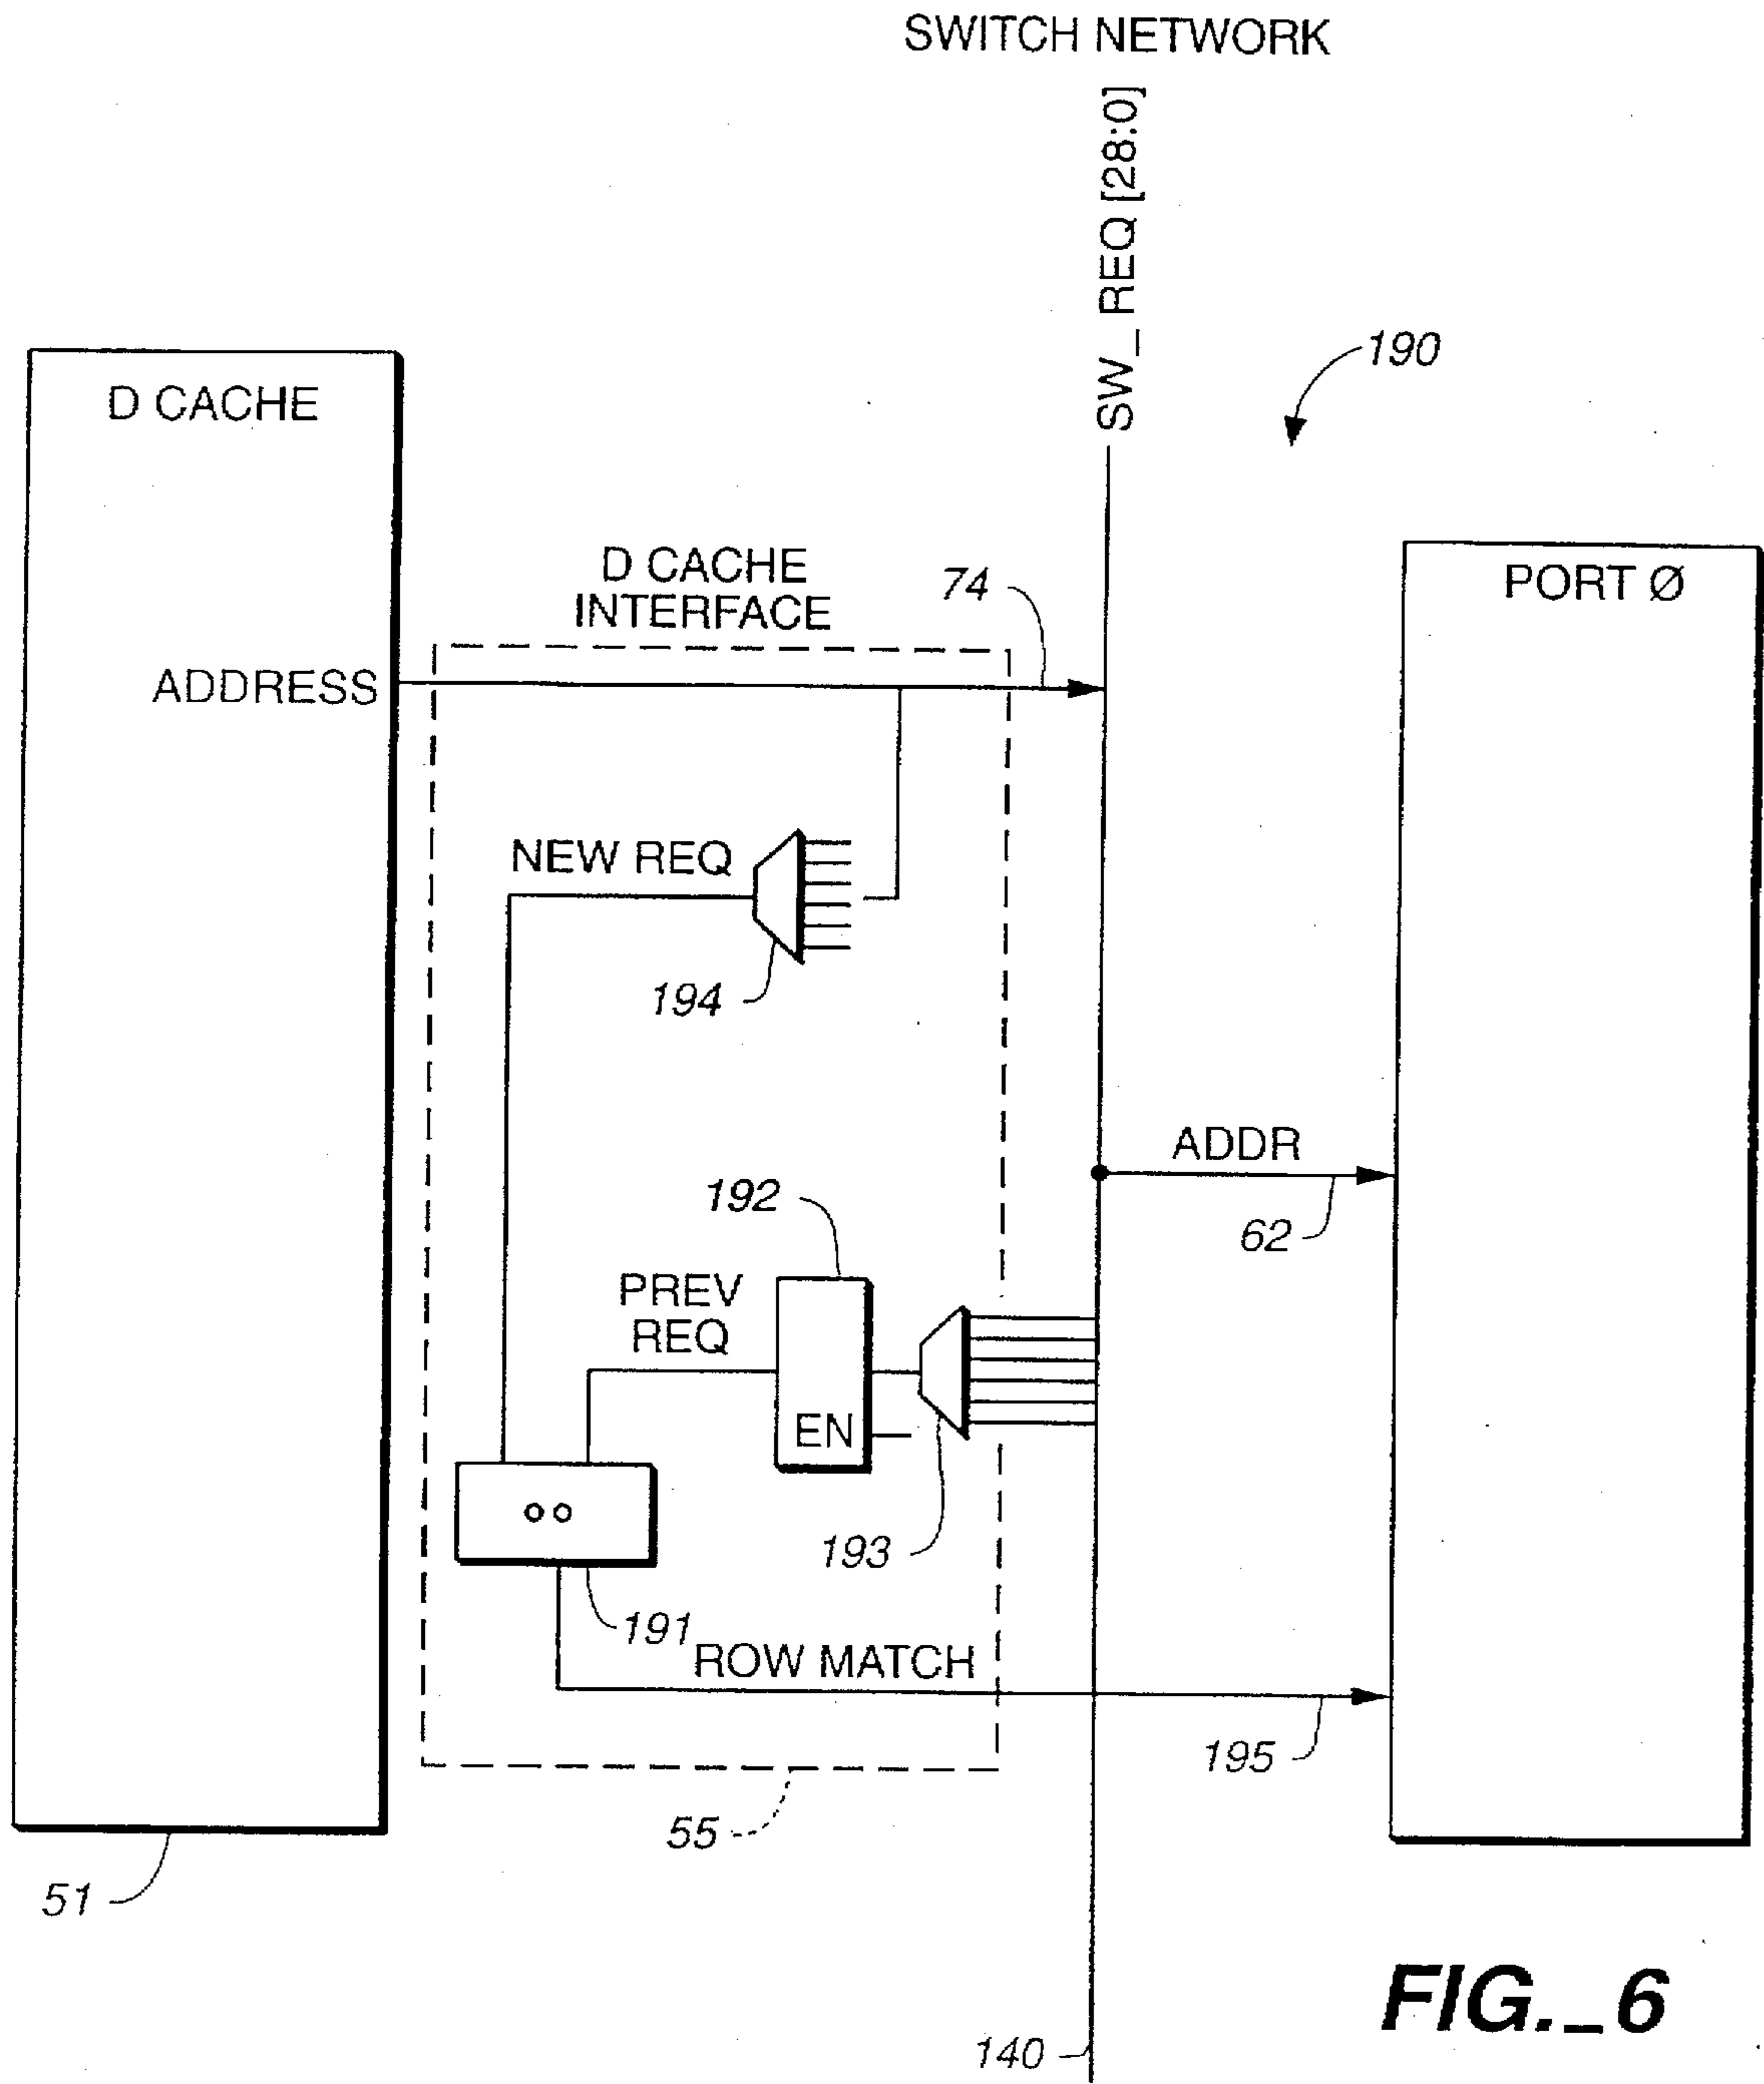 SWITCH NETWORK
SW_REQ [28:0]
190
D CACHE
PORT Ø
D CACHE
INTERFACE
74
ADDRESS
NEW REQ
194
ADDR
62
192
PREV
REQ
EN
193
191
ROW MATCH
195
55
51
140
FIG._6